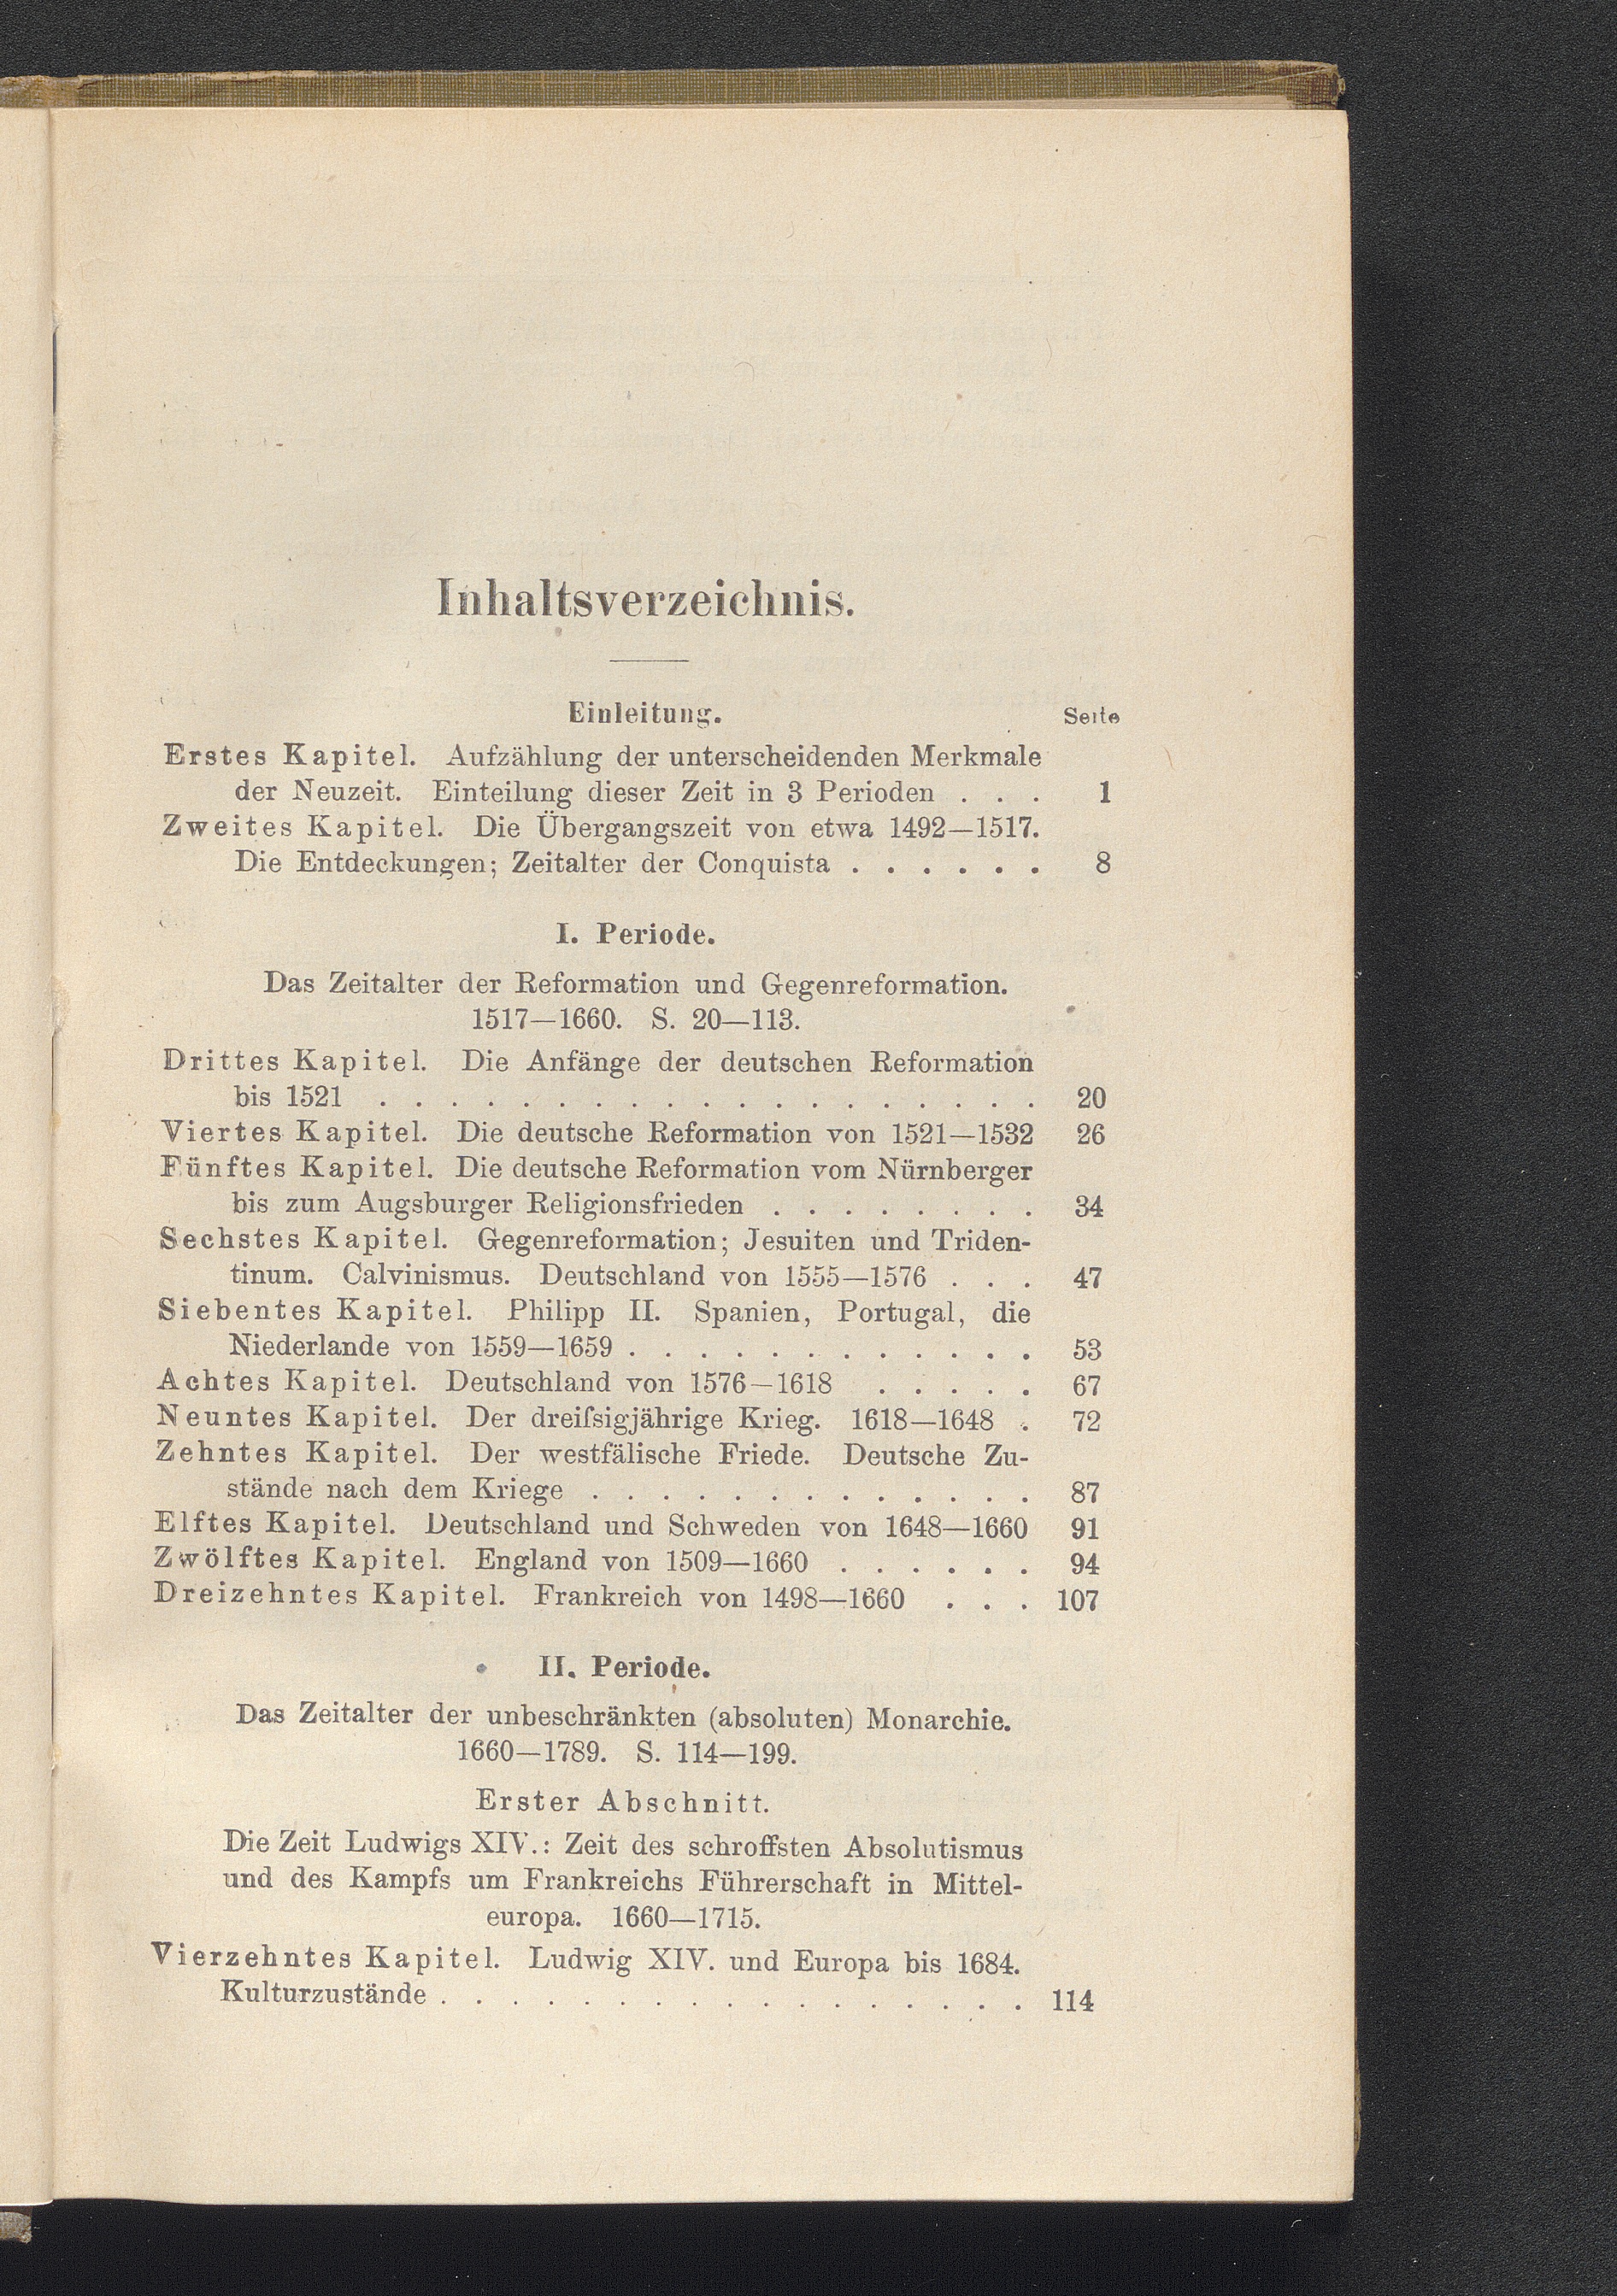 Inhaltsverzeichnis.
Einleitung. Seite
Erstes Kapitel. Aufzählung der unterscheidenden Merkmale
der Neuzeit. Einteilung dieser Zeit in 3 Perioden . . . 1
Zweites Kapitel. Die Übergangszeit von etwa 1492—1517.
Die Entdeckungen; Zeitalter der Conquista . . . . . . 8
I. Periode.
Das Zeitalter der Reformation und Gegenreformation.
1517—1660. S. 20—113.
Drittes Kapitel. Die Anfänge der deutschen Reformation
bis 1521 . . . . . . . . . . . . . . . . . . . 20
Viertes Kapitel. Die deutsche Reformation von 1521—1532 26
Fünftes Kapitel. Die deutsche Reformation vom Nürnberger
bis zum Augsburger Religionsfrieden . . . . . . . . 34
Sechstes Kapitel. Gegenreformation; Jesuiten und Triden-
tinum. Calvinismus. Deutschland von 1555—1576 . . . 47
Siebentes Kapitel. Philipp II. Spanien, Portugal, die
Niederlande von 1559—1659 . . . . . . . . . . . . 53
Achtes Kapitel. Deutschland von 1576—1618 . . . . . 67
Neuntes Kapitel. Der dreiſsigjährige Krieg. 1618—1648 . 72
Zehntes Kapitel. Der westfälische Friede. Deutsche Zu-
stände nach dem Kriege . . . . . . . . . . . . . 87
Elftes Kapitel. Deutschland und Schweden von 1648—1660 91
Zwölftes Kapitel. England von 1509—1660 . . . . . . 94
Dreizehntes Kapitel. Frankreich von 1498—1660 . . . 107
II. Periode.
Das Zeitalter der unbeschränkten (absoluten) Monarchie.
1660—1789. S. 114—199.
Erster Abschnitt.
Die Zeit Ludwigs XIV.: Zeit des schroffsten Absolutismus
und des Kampfs um Frankreichs Führerschaft in Mittel-
europa. 1660—1715.
Vierzehntes Kapitel. Ludwig XIV. und Europa bis 1684.
Kulturzustände . . . . . . . . . . . . . . . . . 114